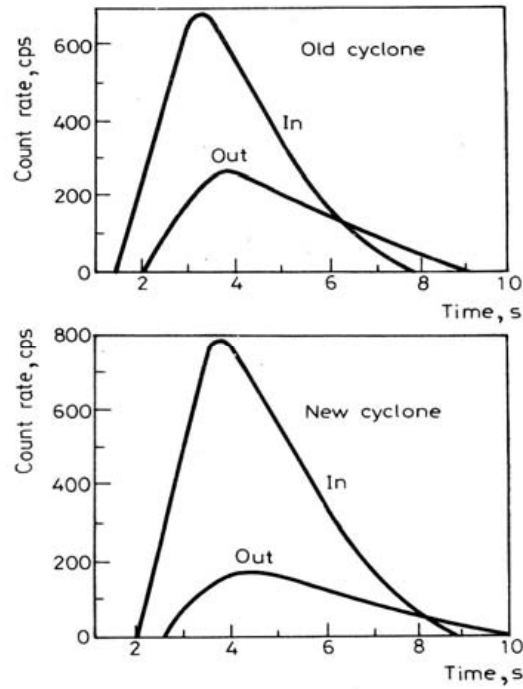 Count rate, cps
600
400
200
0
Old cyclone
In
Out
2
4
6
8
10
Time, s
Count rate, cps
800
600
400
200
0
New cyclone
In
Out
2
4
6
8
10
Time, s